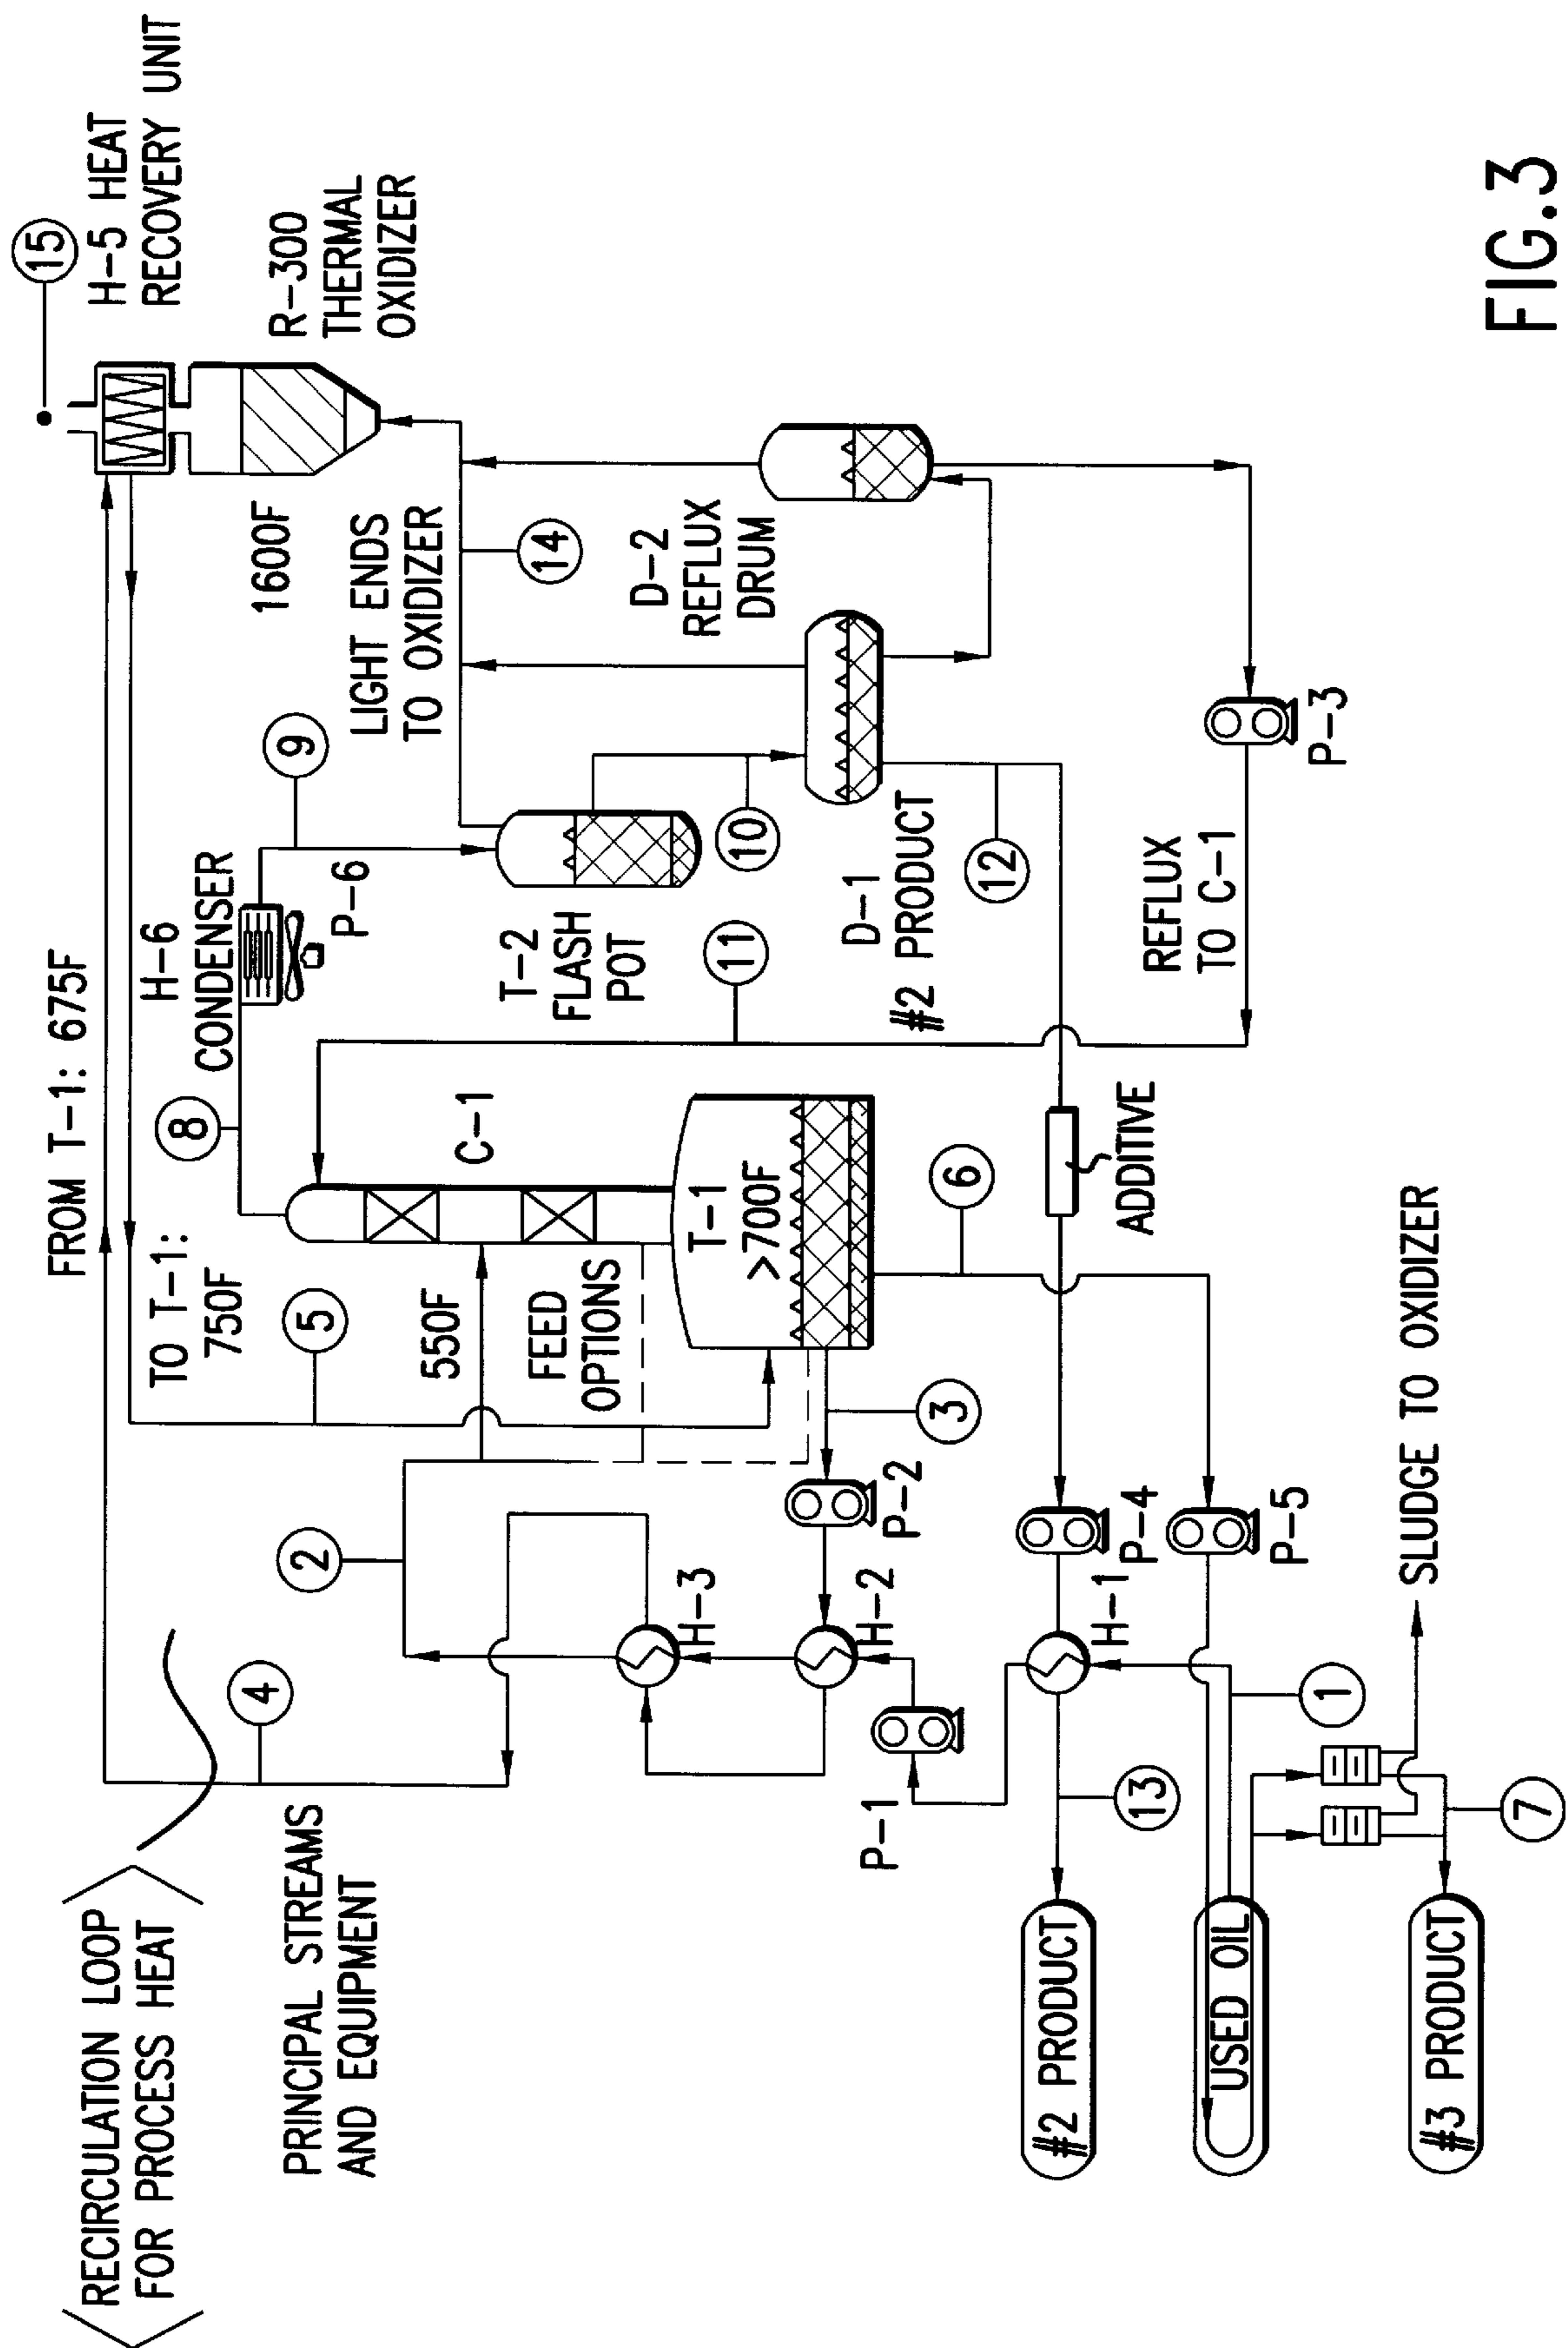 RECIRCULATION LOOP
FOR PROCESS HEAT
PRINCIPAL STREAMS
AND EQUIPMENT
4
FROM T-1: 675F
TO T-1:
750F
5
2
550F
FEED
OPTIONS
8
H-6
CONDENSER
P-6
9
C-1
T-1
>700F
H-3
H-2
P-2
3
P-1
T-2
FLASH
POT
11
10
LIGHT ENDS
TO OXIDIZER
14
1600F
15
H-5 HEAT
RECOVERY UNIT
R-300
THERMAL
OXIDIZER
D-2
REFLUX
DRUM
D-1
#2 PRODUCT
12
REFLUX
TO C-1
P-3
6
ADDITIVE
P-4
P-5
H-1
13
1
#2 PRODUCT
USED OIL
#3 PRODUCT
7
SLUDGE TO OXIDIZER
FIG.3